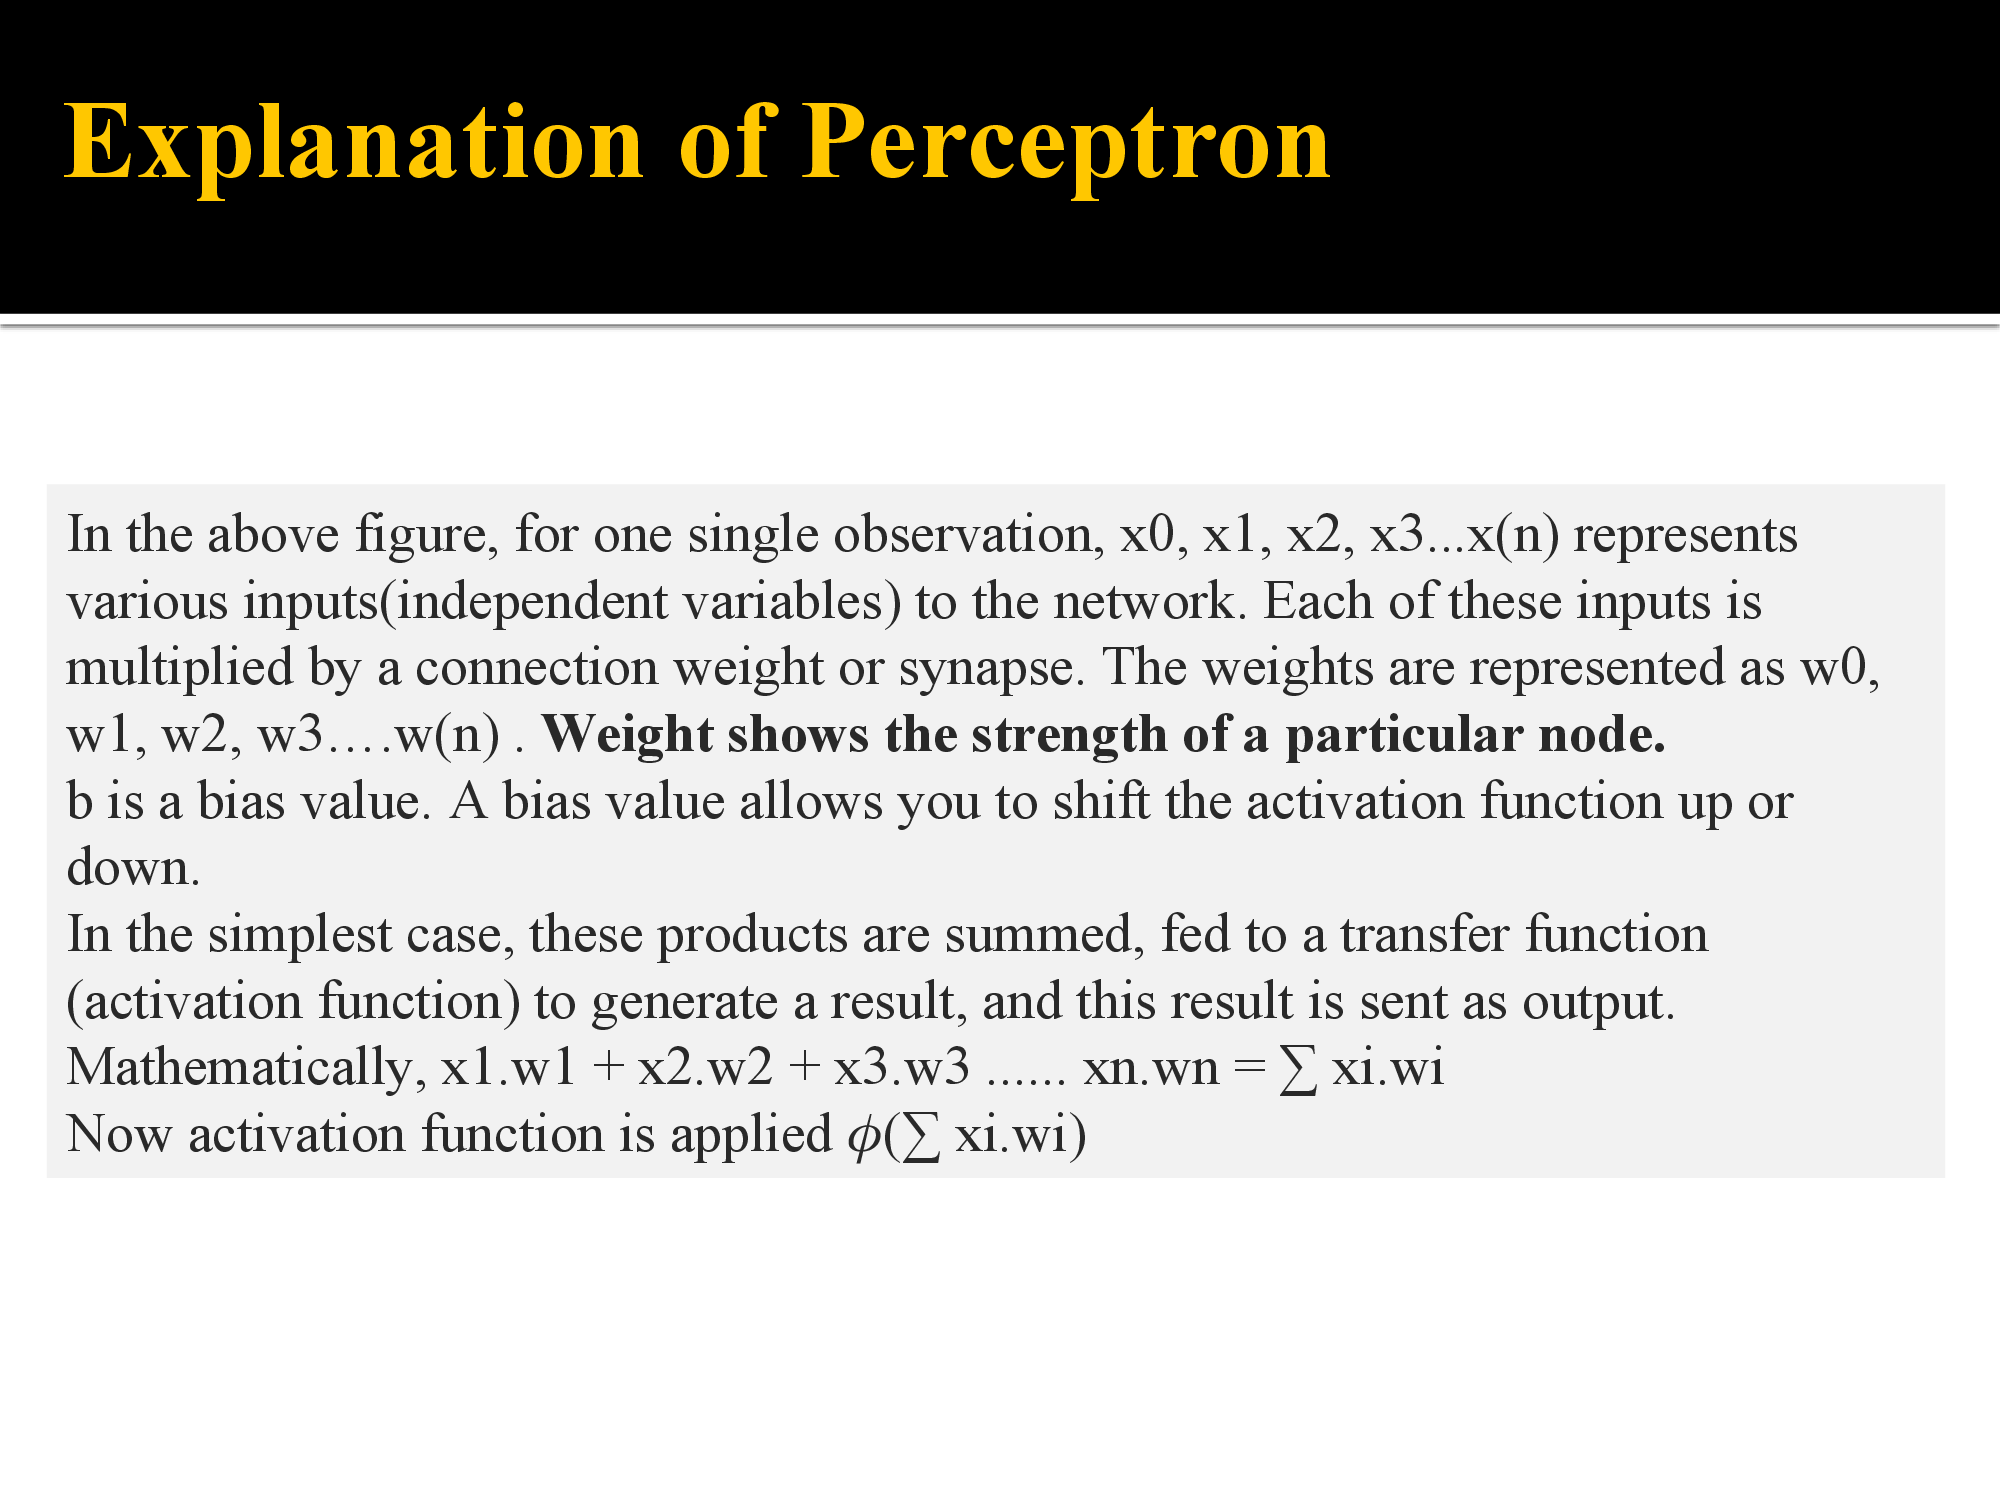 Explanation of Perceptron
In the above figure, for one single observation, x0, x1, x2, x3...x(n) represents
various inputs(independent variables) to the network. Each of these inputs is
multiplied by a connection weight or synapse. The weights are represented as w0,
w1, w2, w3….w(n) . Weight shows the strength of a particular node.
b is a bias value. A bias value allows you to shift the activation function up or
down.
In the simplest case, these products are summed, fed to a transfer function
(activation function) to generate a result, and this result is sent as output.
Mathematically, x1.w1 + x2.w2 + x3.w3 ...... xn.wn = ∑ xi.wi
Now activation function is applied 𝜙(∑ xi.wi)